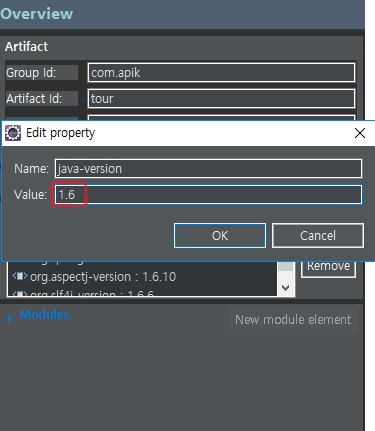 Overview
Artifact
Group Id: com.apik
Artifact Id: tour
Edit property
Name: java-version
Value: 1.6
OK Cancel
org.aspectj-version : 1.6.10
Remove
org.slf4j-version : 1.6.6
Modules
New module element